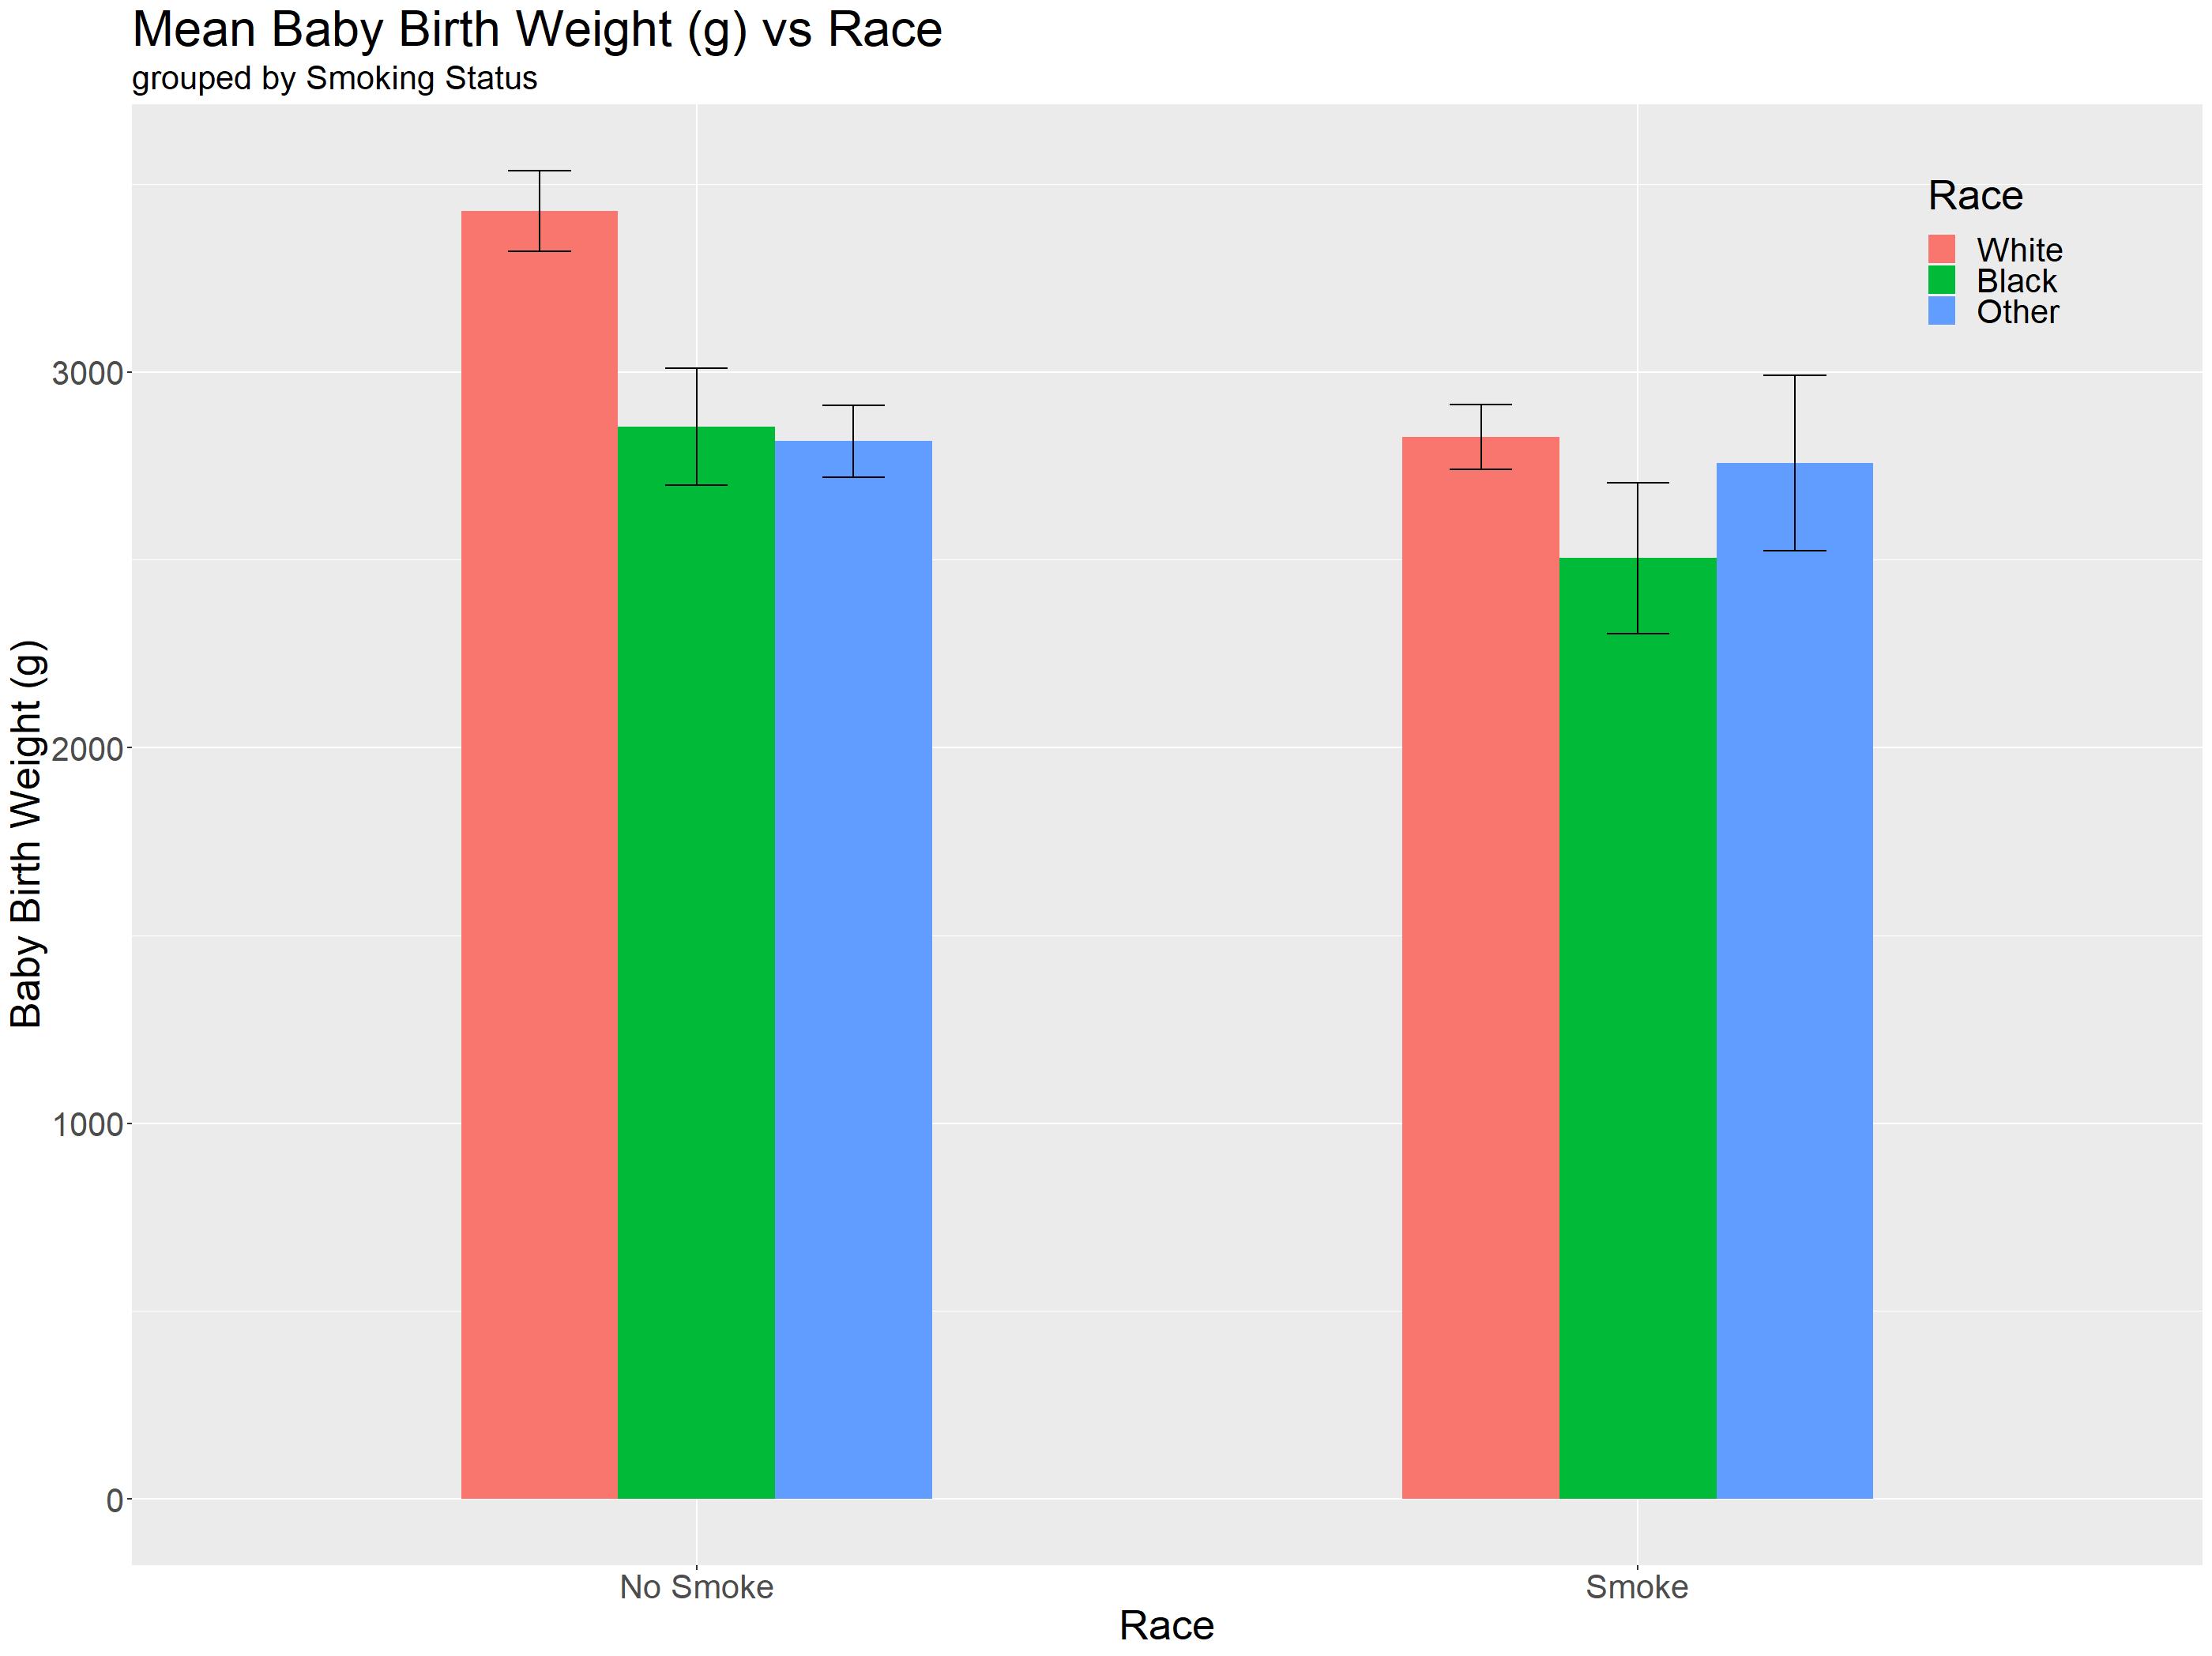 Mean Baby Birth Weight (g) vs Race
grouped by Smoking Status
Race
White
Black
Other
3000
2000
1000
0
Baby Birth Weight (g)
No Smoke
Smoke
Race